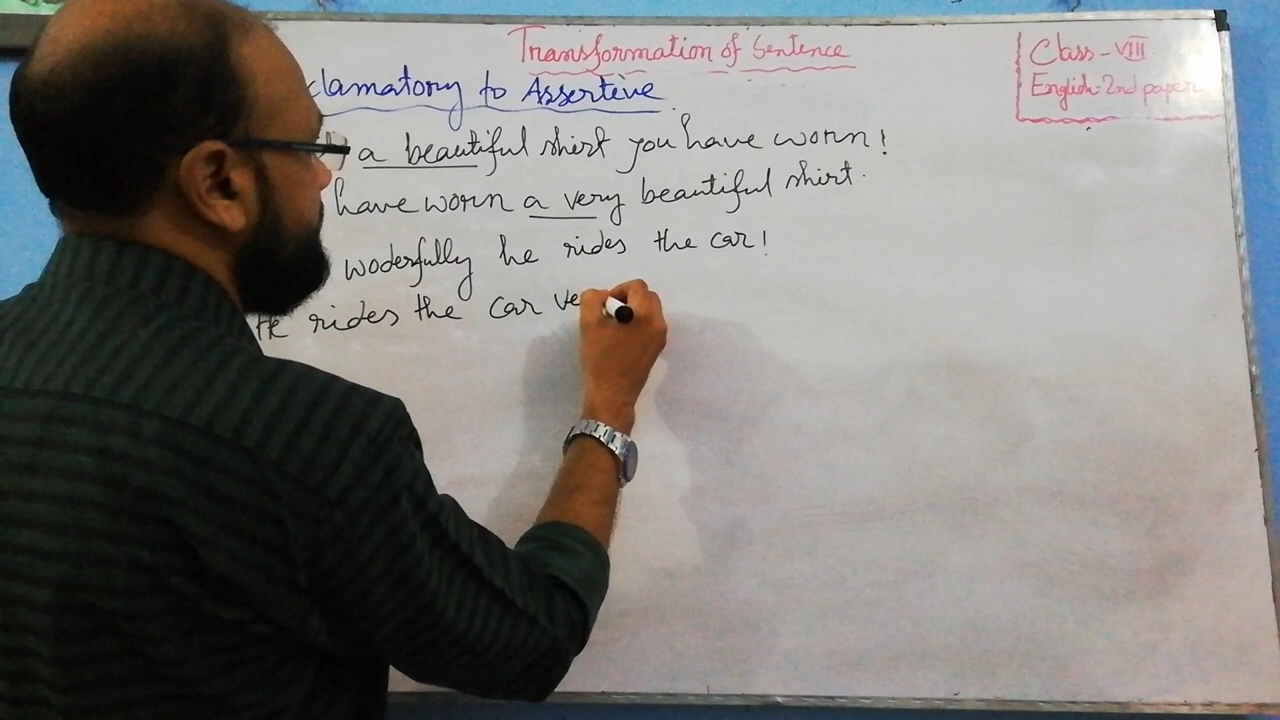 Transformation of Sentence
Class-VIII
English-2nd paper
clamatory to Assertive
a beautiful shirt you have worn!
have worn a very beautiful shirt.
woderfully he rides the car!
He rides the car ve